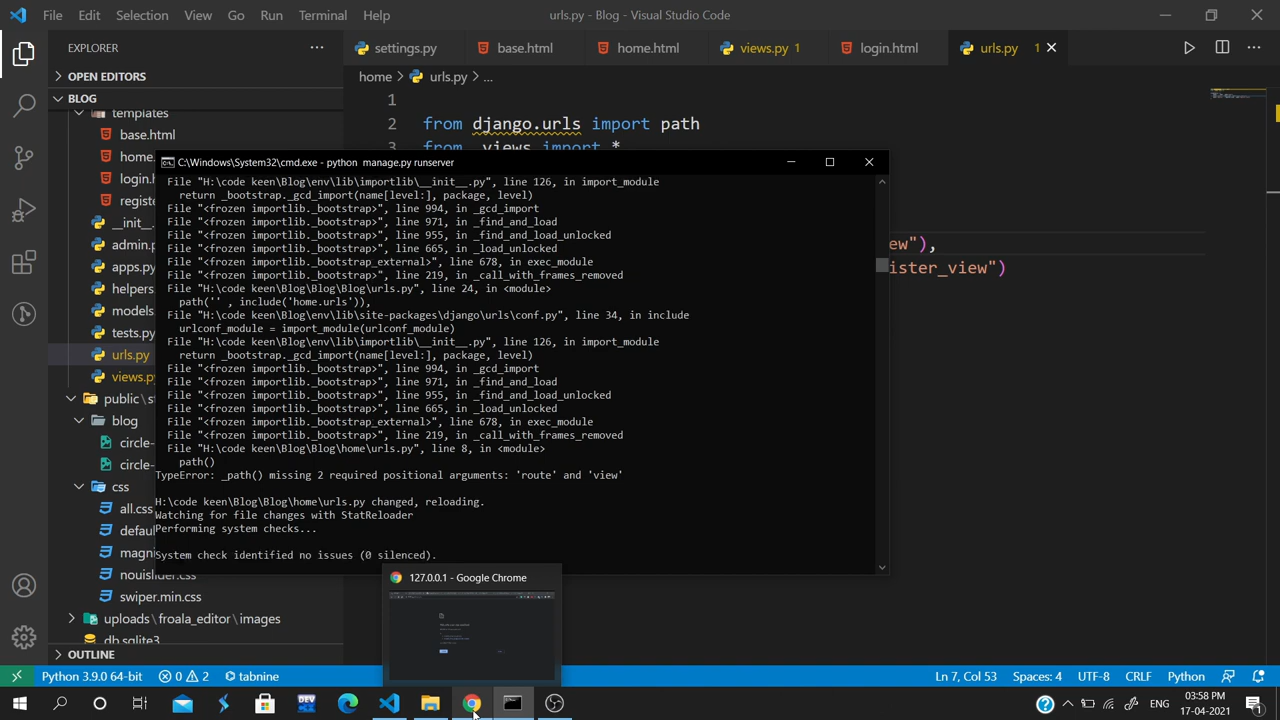 File Edit Selection View Go Run Terminal Help urls.py - Blog - Visual Studio Code
EXPLORER
settings.py base.html home.html views.py 1 login.html urls.py 1
OPEN EDITORS
home > urls.py > ...
BLOG
templates
base.html
home.
login.h
registe
__init__.
admin.p
apps.py
helpers.
models.
tests.py
urls.py
views.py
public\s
blog
circle-
circle-
css
all.css
defaul
magn
nouislider.css
swiper.min.css
uploads\froala_editor\images
db.sqlite3
OUTLINE
1
2 from django.urls import path
from .views import *
ew"),
ister_view")
C:\Windows\System32\cmd.exe - python  manage.py runserver
File "H:\code keen\Blog\env\lib\importlib\__init__.py", line 126, in import_module
return _bootstrap._gcd_import(name[level:], package, level)
File "<frozen importlib._bootstrap>", line 994, in _gcd_import
File "<frozen importlib._bootstrap>", line 971, in _find_and_load
File "<frozen importlib._bootstrap>", line 955, in _find_and_load_unlocked
File "<frozen importlib._bootstrap>", line 665, in _load_unlocked
File "<frozen importlib._bootstrap_external>", line 678, in exec_module
File "<frozen importlib._bootstrap>", line 219, in _call_with_frames_removed
File "H:\code keen\Blog\Blog\Blog\urls.py", line 24, in <module>
path('' , include('home.urls')),
File "H:\code keen\Blog\env\lib\site-packages\django\urls\conf.py", line 34, in include
urlconf_module = import_module(urlconf_module)
File "H:\code keen\Blog\env\lib\importlib\__init__.py", line 126, in import_module
return _bootstrap._gcd_import(name[level:], package, level)
File "<frozen importlib._bootstrap>", line 994, in _gcd_import
File "<frozen importlib._bootstrap>", line 971, in _find_and_load
File "<frozen importlib._bootstrap>", line 955, in _find_and_load_unlocked
File "<frozen importlib._bootstrap>", line 665, in _load_unlocked
File "<frozen importlib._bootstrap_external>", line 678, in exec_module
File "<frozen importlib._bootstrap>", line 219, in _call_with_frames_removed
File "H:\code keen\Blog\Blog\home\urls.py", line 8, in <module>
path()
TypeError: _path() missing 2 required positional arguments: 'route' and 'view'
H:\code keen\Blog\Blog\home\urls.py changed, reloading.
Watching for file changes with StatReloader
Performing system checks...
System check identified no issues (0 silenced).
127.0.0.1 - Google Chrome
Python 3.9.0 64-bit 0 2 tabnine Ln 7, Col 53 Spaces: 4 UTF-8 CRLF Python
ENG 03:58 PM
17-04-2021